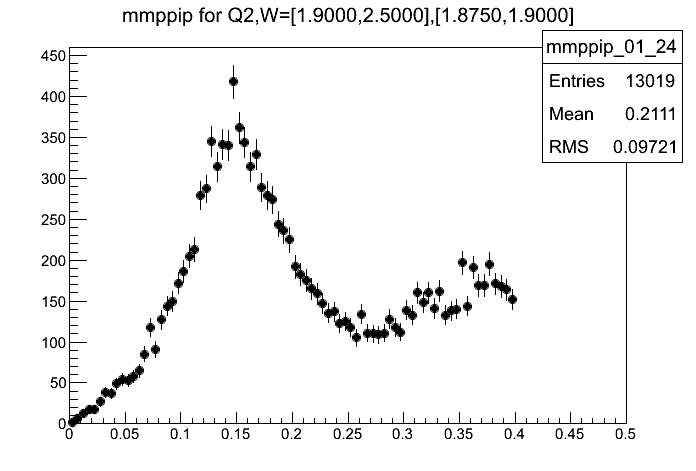 mmppip for Q2,W=[1.9000,2.5000],[1.8750,1.9000]
mmppip_01_24
Entries 13019
Mean 0.2111
RMS 0.09721
450
400
350
300
250
200
150
100
50
0
0 0.05 0.1 0.15 0.2 0.25 0.3 0.35 0.4 0.45 0.5